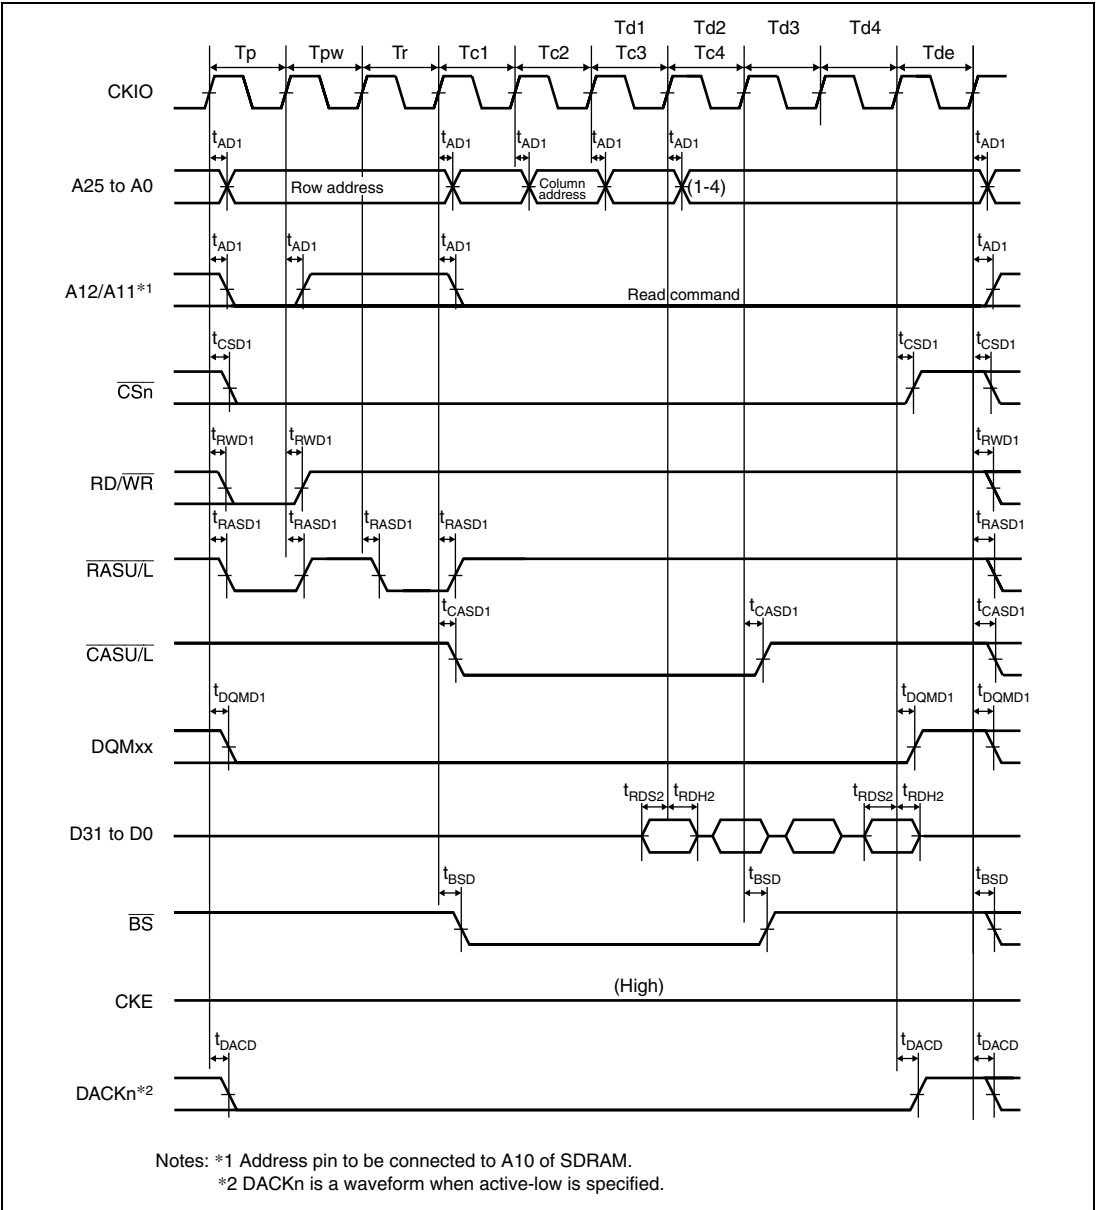 Td1 Td2 Td3 Td4
Tp Tpw Tr Tc1 Tc2 Tc3 Tc4 Tde
CKIO
tAD1 tAD1 tAD1 tAD1 tAD1 tAD1
A25 to A0 Row address Column address (1-4)
tAD1 tAD1 tAD1 tAD1
A12/A11*1 Read command
tCSD1 tCSD1 tCSD1
CSn
tRWD1 tRWD1 tRWD1
RD/WR
tRASD1 tRASD1 tRASD1 tRASD1 tRASD1
RASU/L
tCASD1 tCASD1 tCASD1
CASU/L
tDQMD1 tDQMD1 tDQMD1
DQMxx
tRDS2 tRDH2 tRDS2 tRDH2
D31 to D0
tBSD tBSD tBSD
BS
(High)
CKE
tDACD tDACD tDACD
DACKn*2
Notes: *1 Address pin to be connected to A10 of SDRAM.
*2 DACKn is a waveform when active-low is specified.